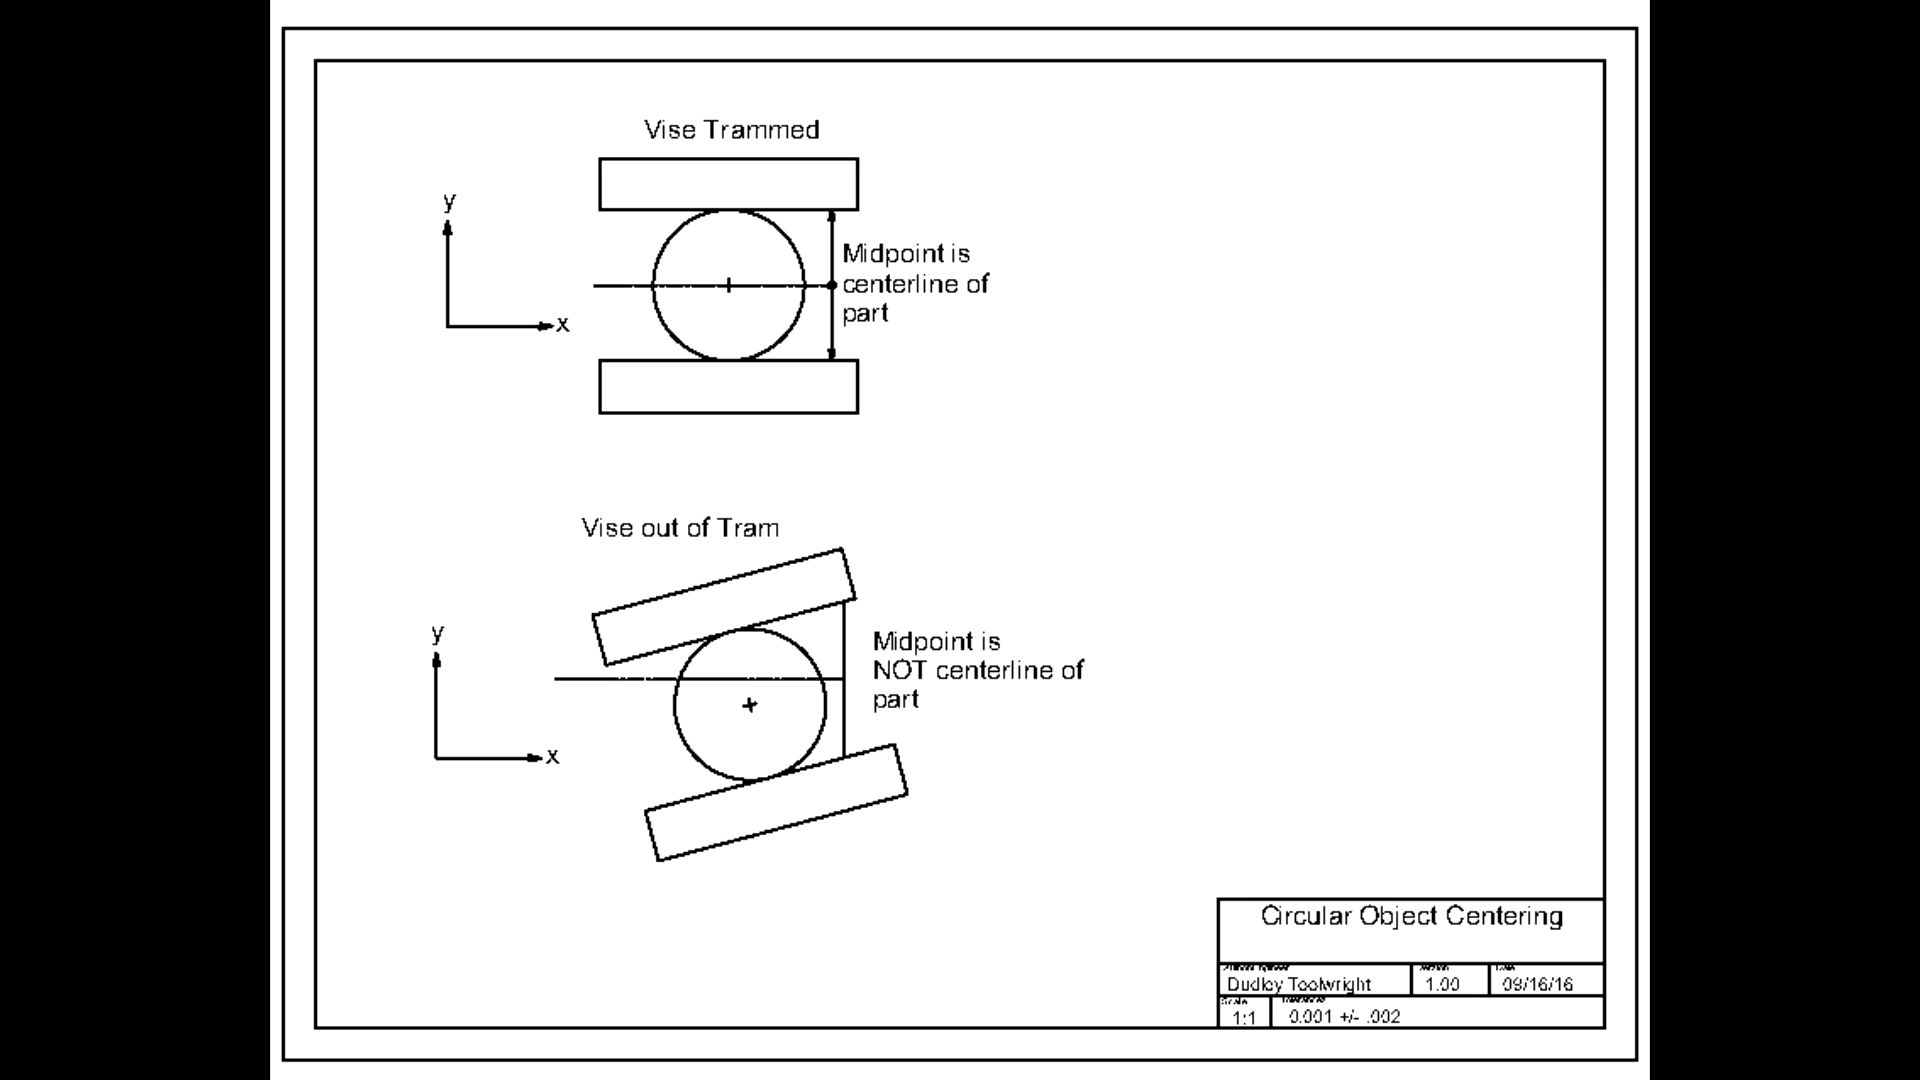 Vise Trammed
y
Midpoint is
centerline of
part
x
Vise out of Tram
y
Midpoint is
NOT centerline of
part
x
Circular Object Centering
Dudley Toolwright
1.00
09/16/16
Scale
1:1
0.001 +/- .002